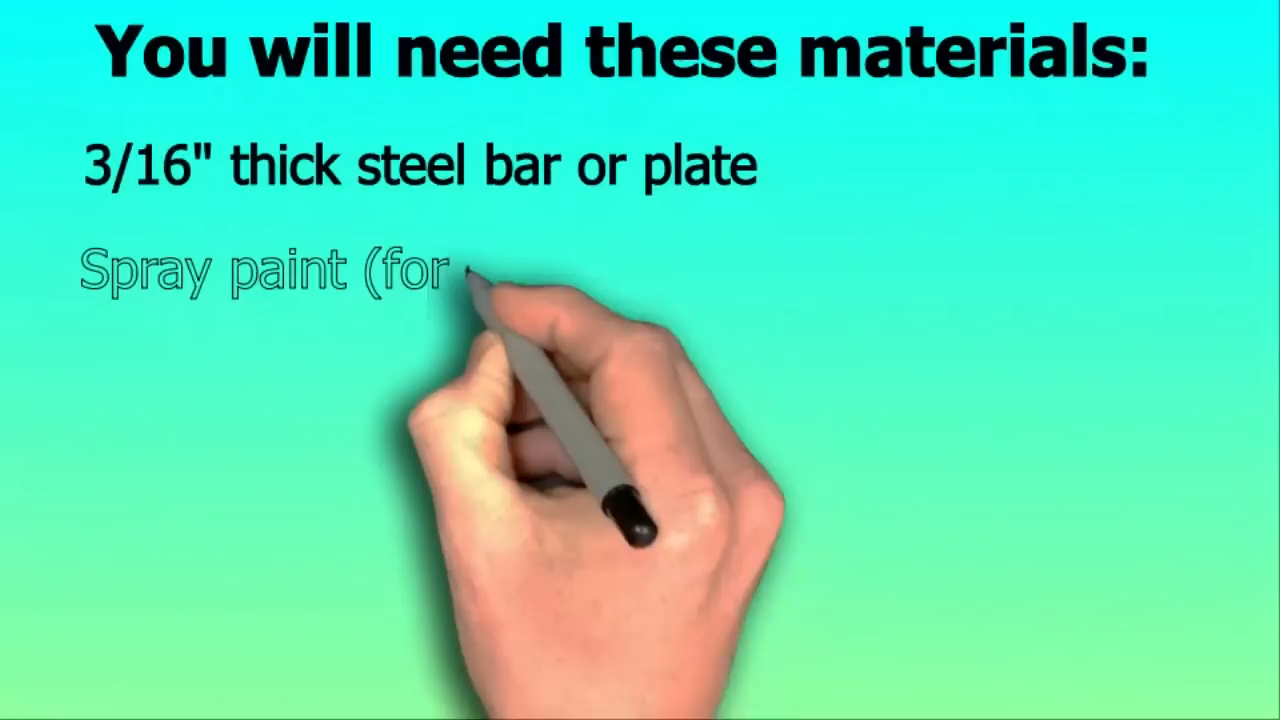 You will need these materials:
3/16" thick steel bar or plate
Spray paint (for